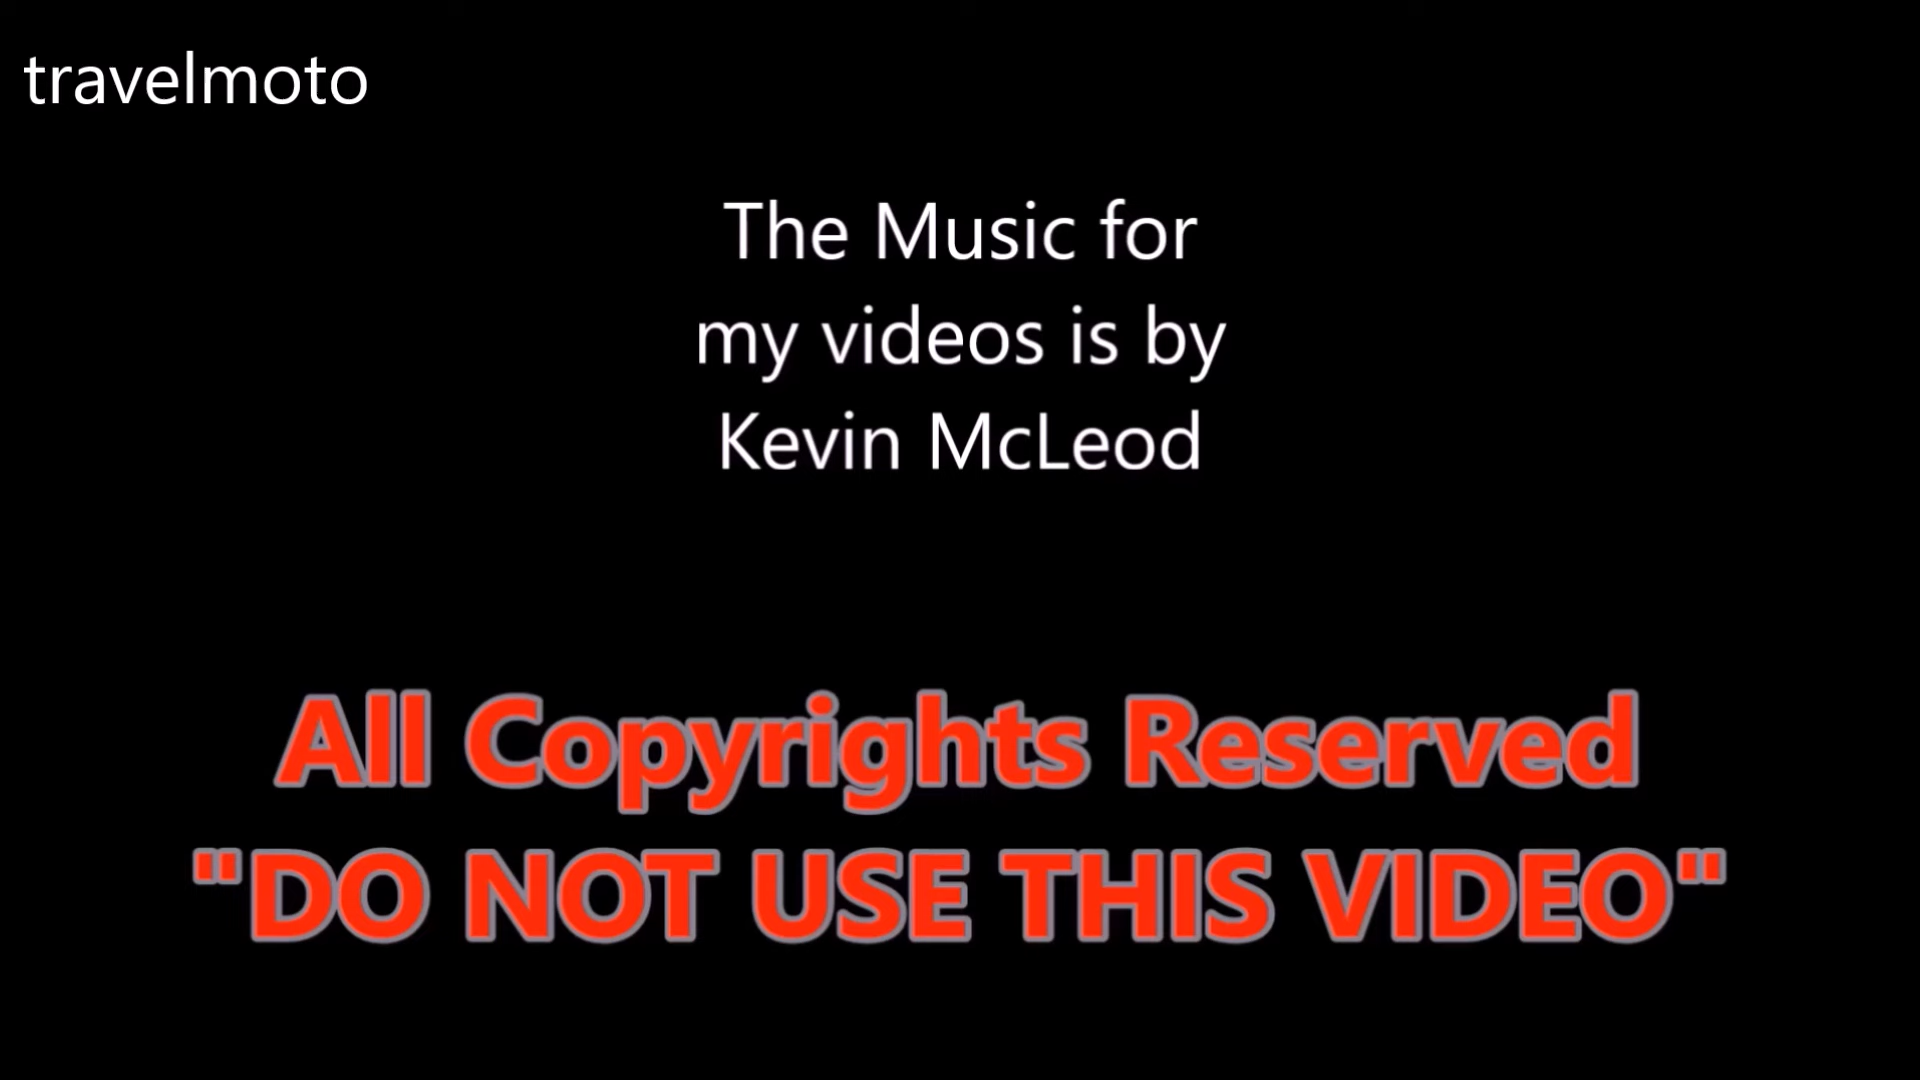 travelmoto
The Music for
my videos is by
Kevin McLeod
All Copyrights Reserved
"DO NOT USE THIS VIDEO"